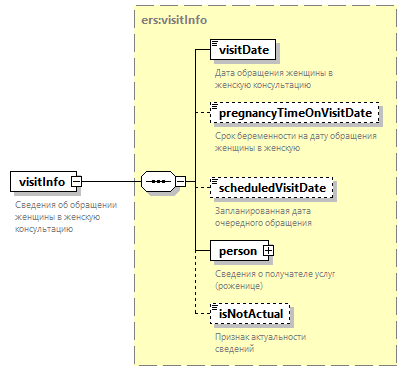 ers:visitInfo
visitDate
Дата обращения женщины в
женскую консультацию
pregnancyTimeOnVisitDate
Срок беременности на дату обращения
женщины в женскую
visitInfo
Сведения об обращении
женщины в женскую
консультацию
scheduledVisitDate
Запланированная дата
очередного обращения
person
Сведения о получателе услуг
(роженице)
isNotActual
Признак актуальности
сведений